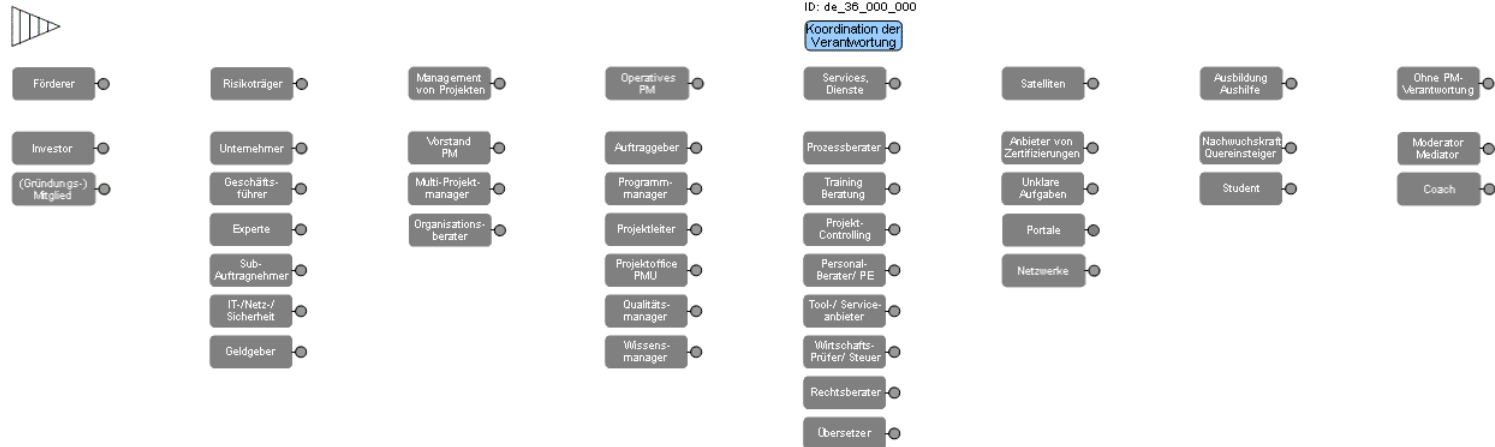 ID: de_36_000_000
Koordination der
Verantwortung
Förderer
Risikoträger
Management
von Projekten
Operatives
PM
Services,
Dienste
Satelliten
Ausbildung
Aushilfe
Ohne PM-
Verantwortung
Investor
Unternehmer
Vorstand
PM
Auftraggeber
Prozessberater
Anbieter von
Zertifizierungen
Nachwuchskraft
Quereinsteiger
Moderator
Mediator
(Gründungs-)
Mitglied
Geschäfts-
führer
Multi-Projekt-
manager
Programm-
manager
Training
Beratung
Unklare
Aufgaben
Student
Coach
Experte
Organisations-
berater
Projektleiter
Projekt-
Controlling
Portale
Sub-
Auftragnehmer
Projektoffice
PMU
Personal-
Berater/ PE
Netzwerke
IT-/Netz-/
Sicherheit
Qualitäts-
manager
Tool-/ Service-
anbieter
Geldgeber
Wissens-
manager
Wirtschafts-
Prüfer/ Steuer
Rechtsberater
Übersetzer